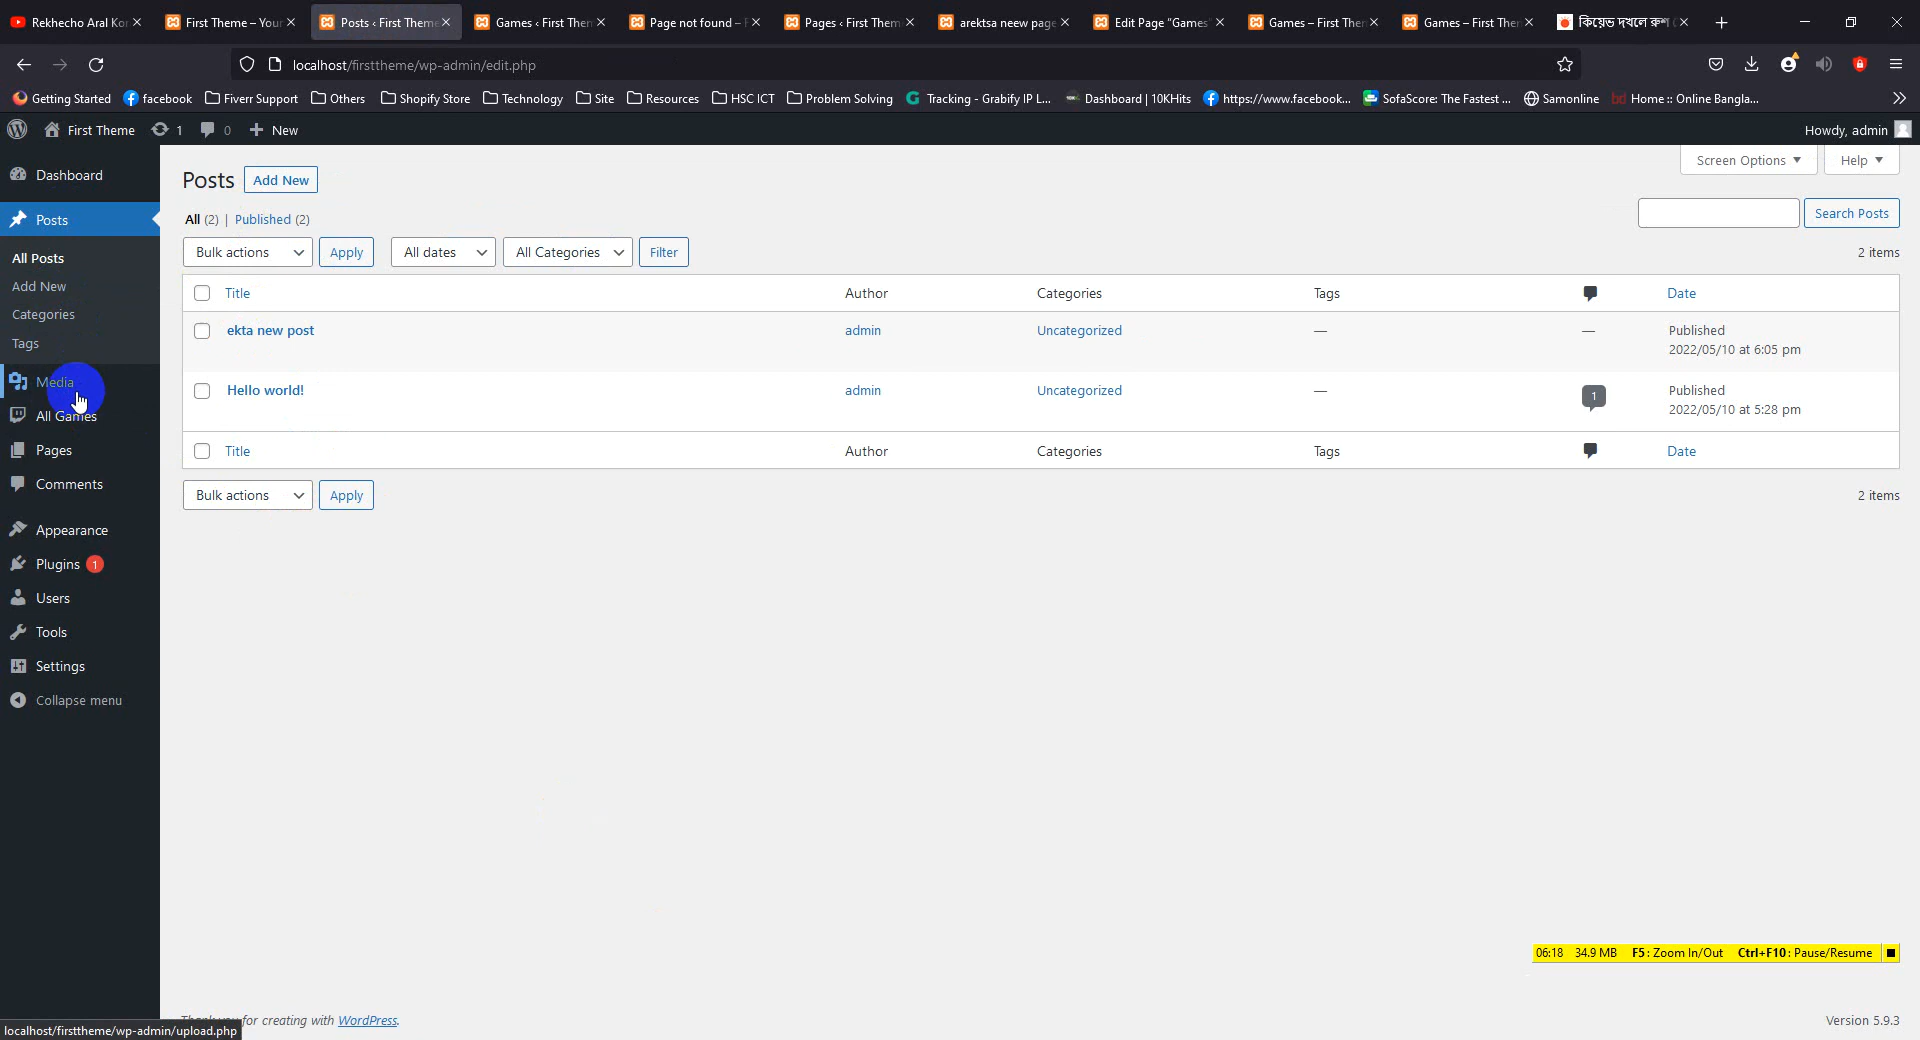 Rekhecho Aral Kor
First Theme – Your
Posts ‹ First Theme
Games ‹ First Them
Page not found – F
Pages ‹ First Them
arektsa neew page
Edit Page "Games"
Games – First Them
Games – First Them
কিয়েভ দখলে রুশ
localhost/firsttheme/wp-admin/edit.php
Getting Started facebook Fiverr Support Others Shopify Store Technology Site Resources HSC ICT Problem Solving Tracking - Grabify IP L... Dashboard | 10KHits https://www.facebook... SofaScore: The Fastest ... Samonline Home :: Online Bangla...
First Theme 1 0 New Howdy, admin
Dashboard
Posts
All Posts
Add New
Categories
Tags
Media
All Games
Pages
Comments
Appearance
Plugins 1
Users
Tools
Settings
Collapse menu
Screen Options Help
Posts Add New
All (2) | Published (2)
Search Posts
Bulk actions Apply All dates All Categories Filter 2 items
Title Author Categories Tags Date
ekta new post admin Uncategorized — — Published
2022/05/10 at 6:05 pm
Hello world! admin Uncategorized — 1 Published
2022/05/10 at 5:28 pm
Title Author Categories Tags Date
Bulk actions Apply 2 items
06:18 34.9 MB F5: Zoom In/Out Ctrl+F10: Pause/Resume
for creating with WordPress.
Version 5.9.3
localhost/firsttheme/wp-admin/upload.php